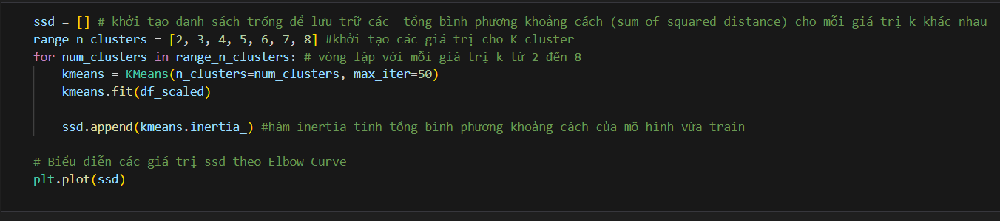 ssd = [] # khởi tạo danh sách trống để lưu trữ các  tổng bình phương khoảng cách (sum of squared distance) cho mỗi giá trị k khác nhau
range_n_clusters = [2, 3, 4, 5, 6, 7, 8] #khởi tạo các giá trị cho K cluster
for num_clusters in range_n_clusters: # vòng lặp với mỗi giá trị k từ 2 đến 8
    kmeans = KMeans(n_clusters=num_clusters, max_iter=50)
    kmeans.fit(df_scaled)
    ssd.append(kmeans.inertia_) #hàm inertia tính tổng bình phương khoảng cách của mô hình vừa train
# Biểu diễn các giá trị ssd theo Elbow Curve
plt.plot(ssd)